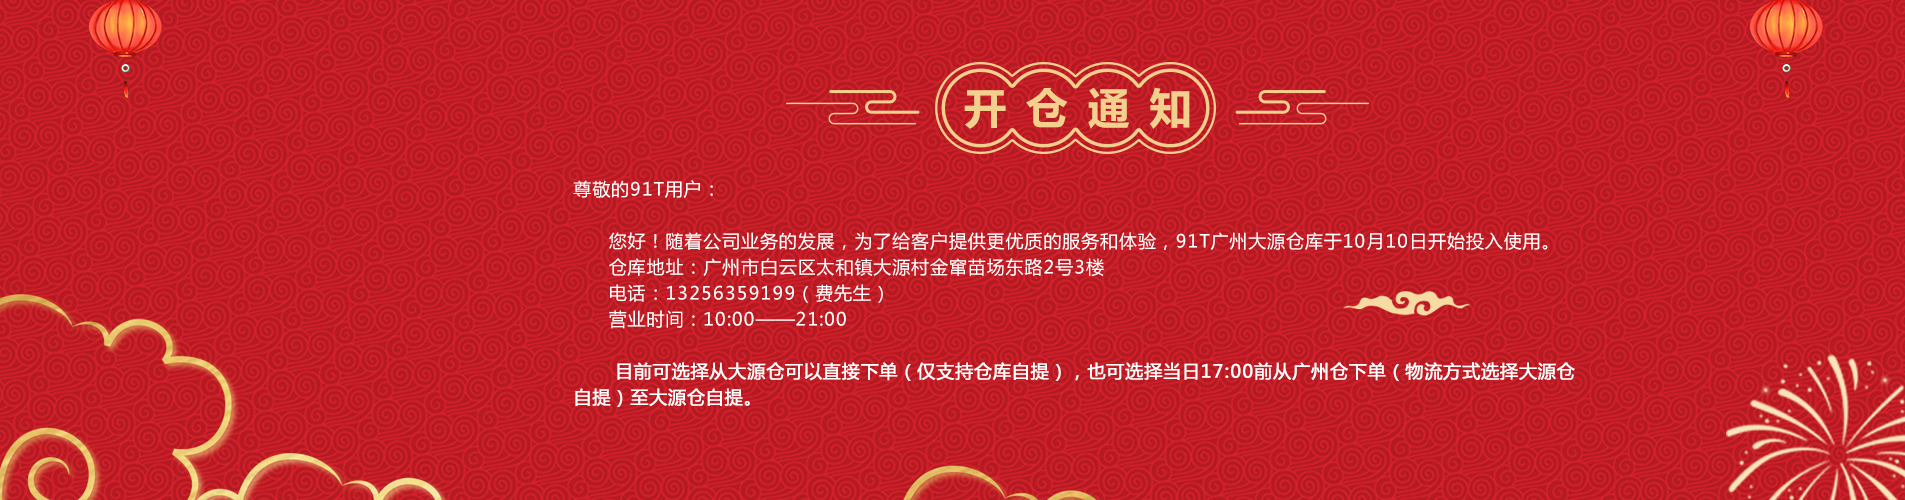 开仓通知
尊敬的91T用户：
您好！随着公司业务的发展，为了给客户提供更优质的服务和体验，91T广州大源仓库于10月10日开始投入使用。
仓库地址：广州市白云区太和镇大源村金窜苗场东路2号3楼
电话：13256359199（费先生）
营业时间：10:00——21:00
目前可选择从大源仓可以直接下单（仅支持仓库自提），也可选择当日17:00前从广州仓下单（物流方式选择大源仓
自提）至大源仓自提。